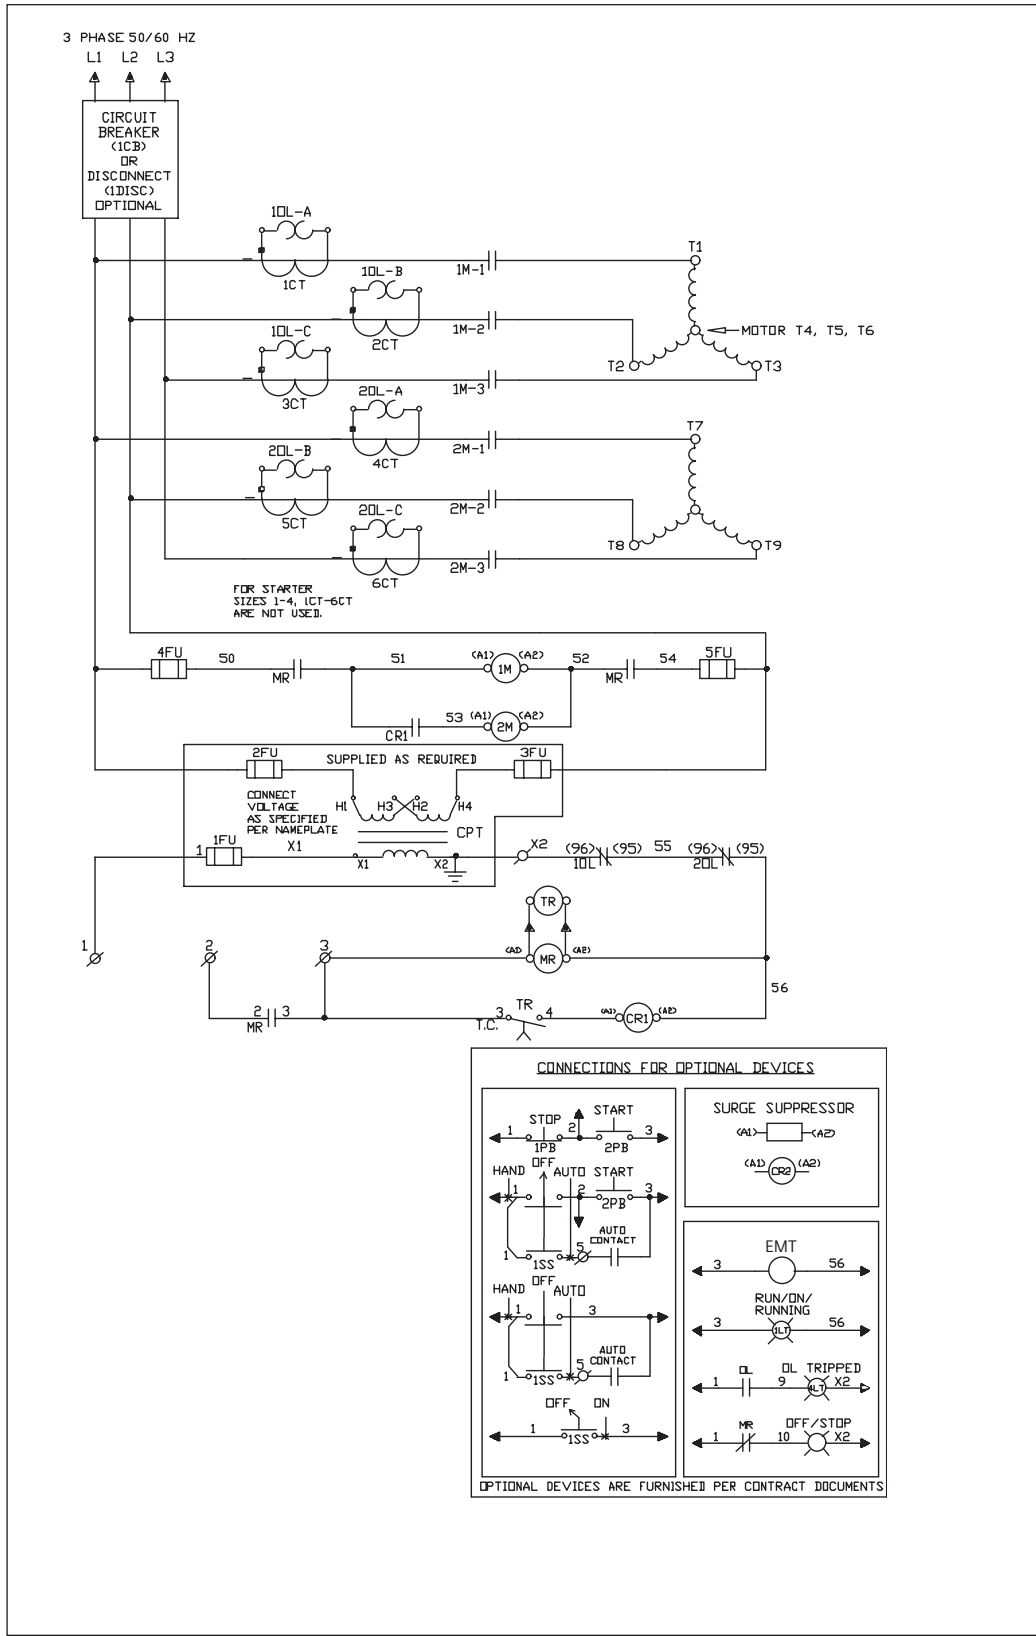 3 PHASE 50/60 HZ
L1 L2 L3
CIRCUIT
BREAKER
(1CB)
OR
DISCONNECT
(1DISC)
OPTIONAL
1OL-A
1CT
1M-1
T1
1OL-B
2CT
1M-2
MOTOR T4, T5, T6
1OL-C
3CT
1M-3
T2
T3
2OL-A
4CT
2M-1
T7
2OL-B
5CT
2M-2
2OL-C
6CT
2M-3
T8
T9
FOR STARTER
SIZES 1-4, 1CT-6CT
ARE NOT USED.
4FU 50 MR 51 (A1) 1M (A2) 52 MR 54 5FU
CR1 53 (A1) 2M (A2)
2FU SUPPLIED AS REQUIRED 3FU
CONNECT
VOLTAGE
AS SPECIFIED
PER NAMEPLATE
H1 H3 H2 H4
CPT
1 1FU X1 X1 X2 X2 (96) 1OL (95) 55 (96) 2OL (95)
TR
1 2 3 (A1) MR (A2)
56
2 MR 3 3 T.C. TR 4 (A1) CR1 (A2)
CONNECTIONS FOR OPTIONAL DEVICES
1 STOP 1PB 2 START 2PB 3
HAND OFF AUTO START
1 2 2PB 3
AUTO
CONTACT
1 1SS 5
HAND OFF AUTO
1 3
AUTO
CONTACT
1 1SS 5
OFF ON
1 1SS 3
SURGE SUPPRESSOR
(A1) (A2)
(A1) CR2 (A2)
EMT
3 56
RUN/ON/
RUNNING
3 1LT 56
OL OL TRIPPED
1 9 4LT X2
MR OFF/STOP
1 10 X2
OPTIONAL DEVICES ARE FURNISHED PER CONTRACT DOCUMENTS